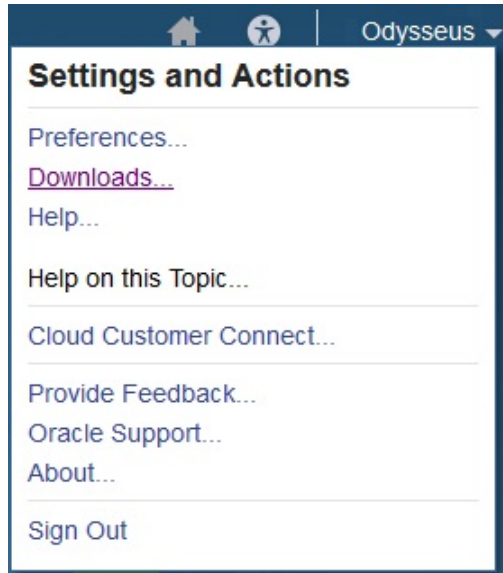 Odysseus
Settings and Actions
Preferences...
Downloads...
Help...
Help on this Topic...
Cloud Customer Connect...
Provide Feedback...
Oracle Support...
About...
Sign Out